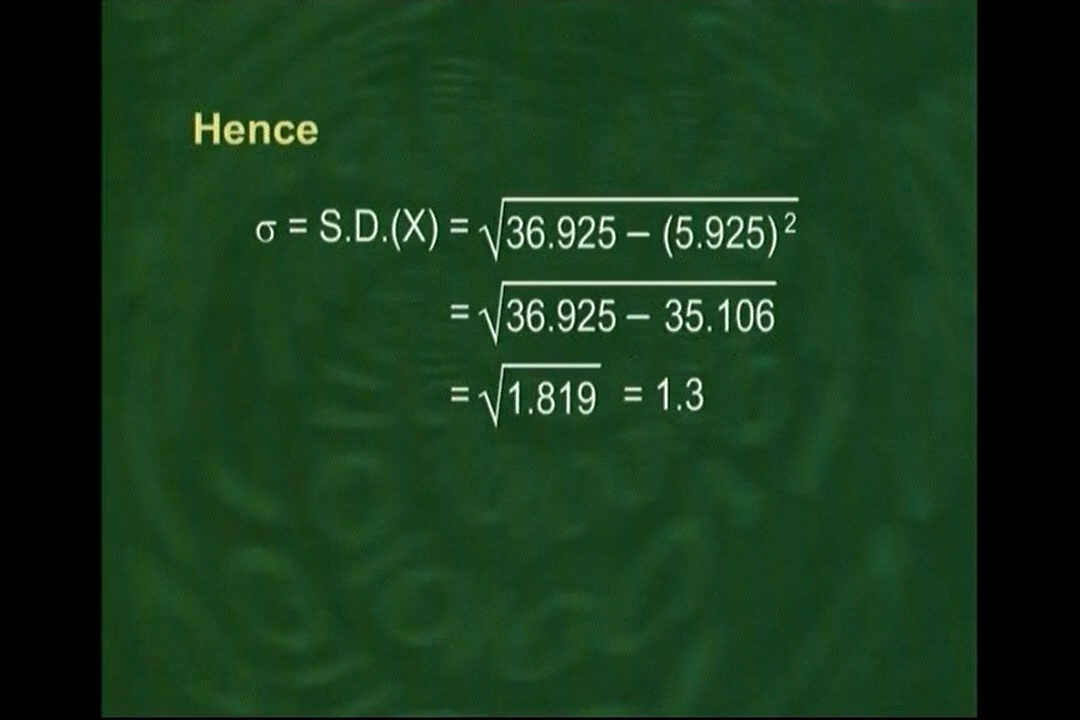 Hence
σ = S.D.(X) = √36.925 – (5.925)²
= √36.925 – 35.106
= √1.819 = 1.3